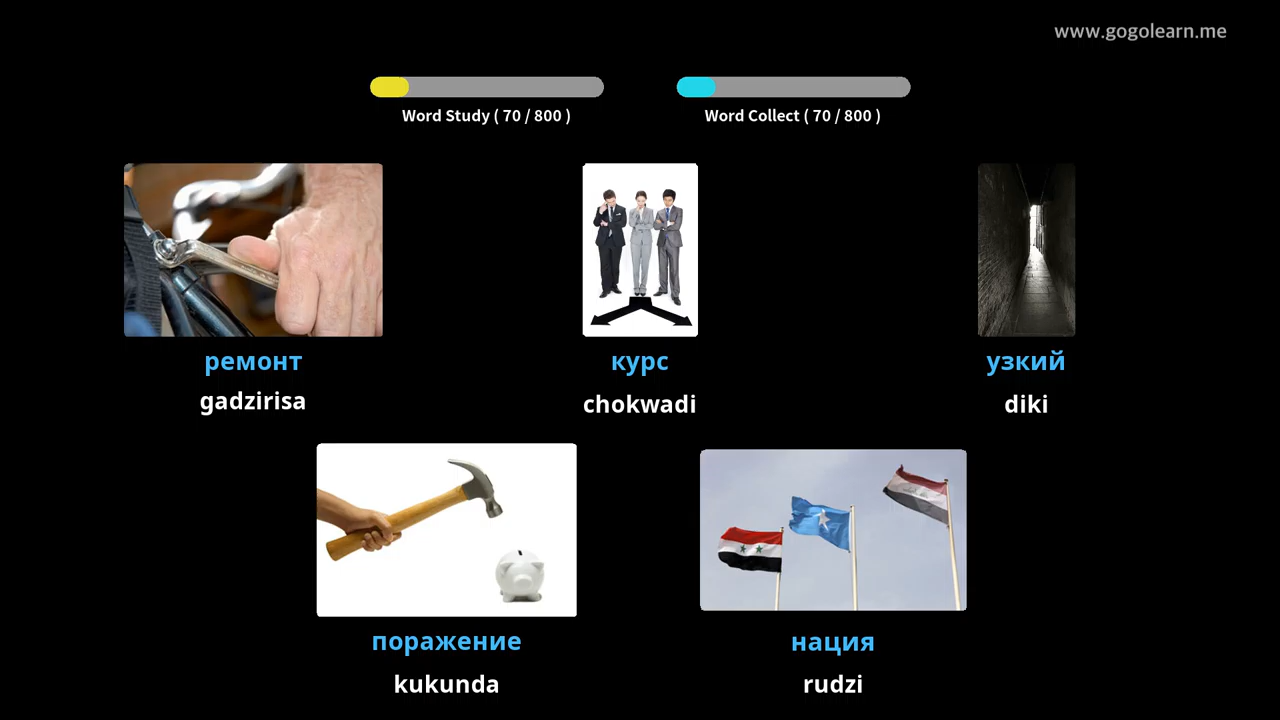 www.gogolearn.me
Word Study ( 70 / 800 )
Word Collect ( 70 / 800 )
ремонт
gadzirisa
курс
chokwadi
узкий
diki
поражение
kukunda
нация
rudzi